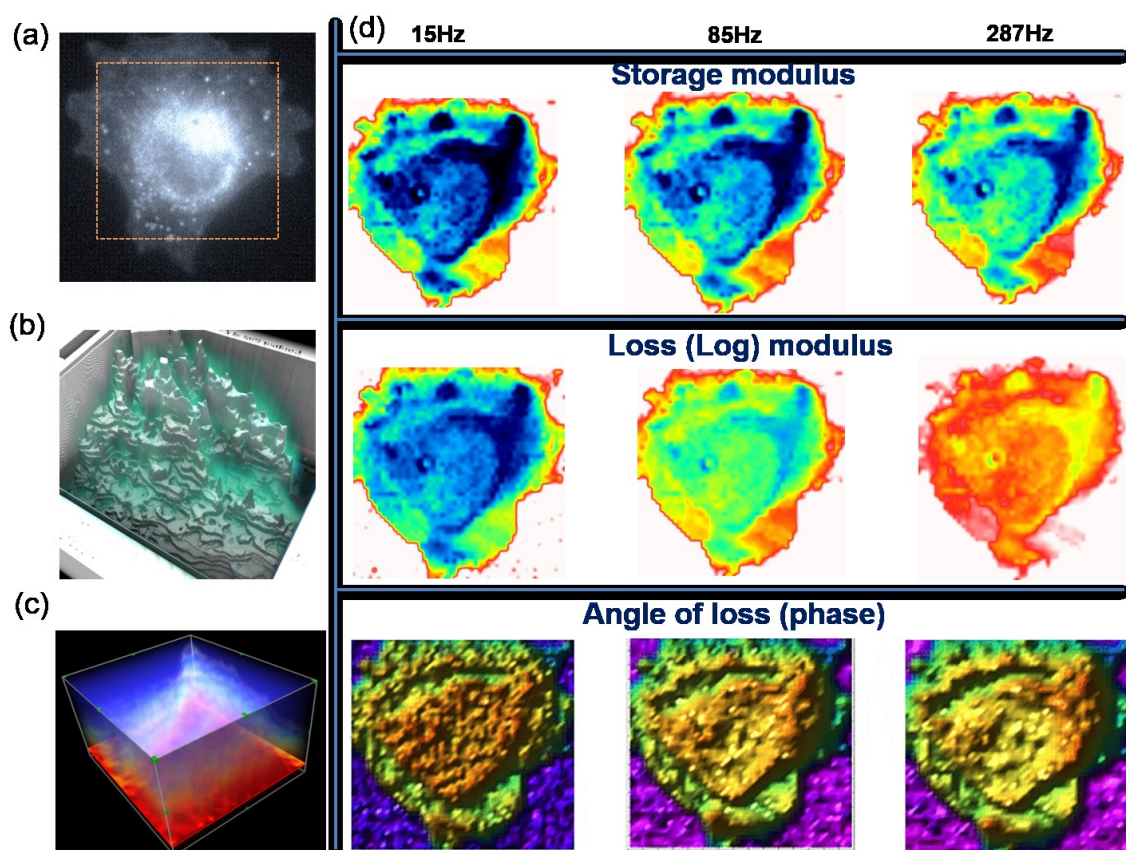 (a)
(d)
15Hz 85Hz 287Hz
Storage modulus
(b)
Loss (Log) modulus
(c)
Angle of loss (phase)